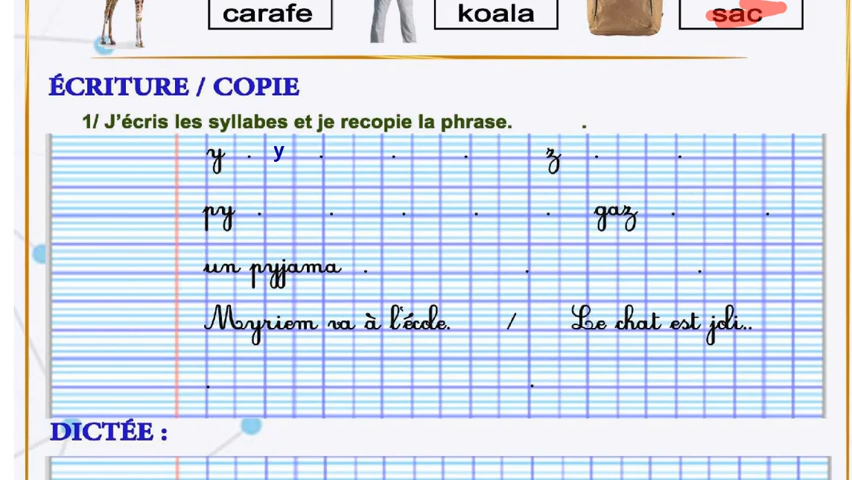 carafe koala sac
ÉCRITURE / COPIE
1/ J'écris les syllabes et je recopie la phrase. .
y . y . . . z . .
py . . . . . gaz . .
un pyjama . . .
Myriem va à l'école. / Le chat est joli..
. .
DICTÉE :